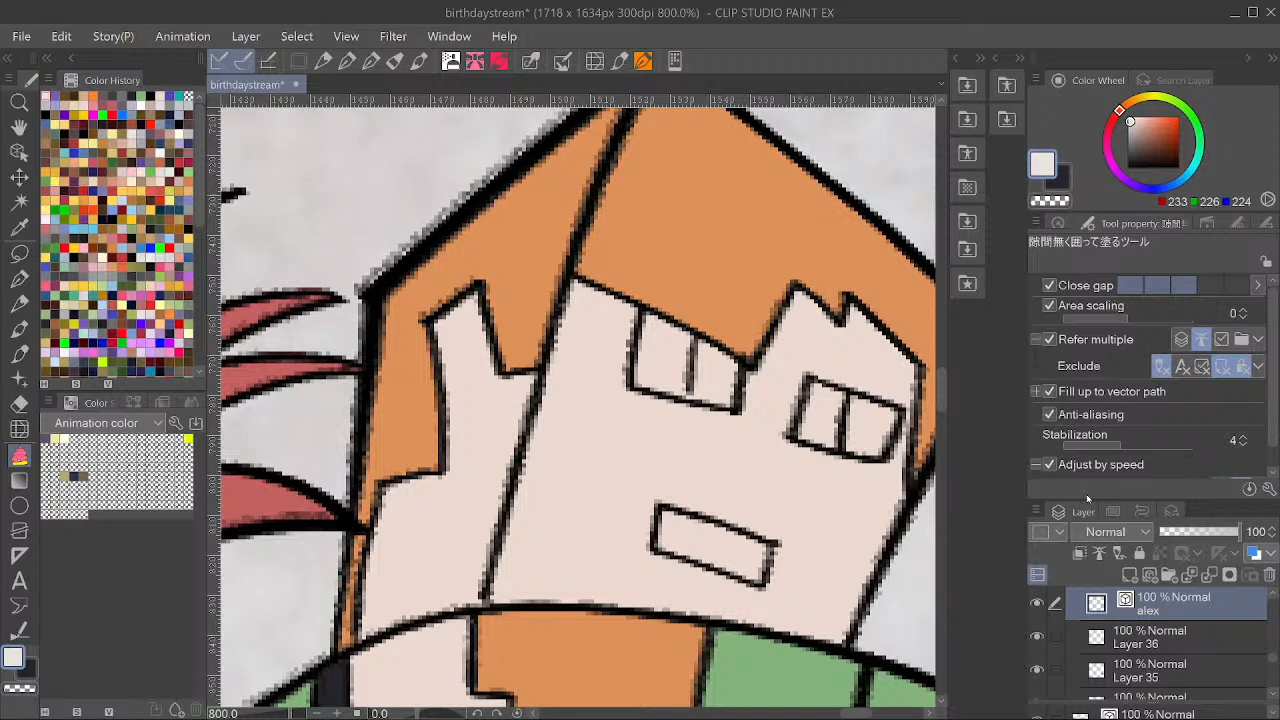 birthdaystream* (1718 x 1634px 300dpi 800.0%) - CLIP STUDIO PAINT EX
File Edit Story(P) Animation Layer Select View Filter Window Help
Color History
birthdaystream*
Color Wheel
Search Layer
233 226 224
Tool property:
隙間無く囲って塗るツール
Close gap
Area scaling 0
Refer multiple
Exclude
Fill up to vector path
Anti-aliasing
Stabilization 4
Adjust by speed
Color S
Animation color
Layer
Normal 100
100 % Normal
alex
100 % Normal
Layer 36
100 % Normal
Layer 35
100 % Normal
800.0 0.0